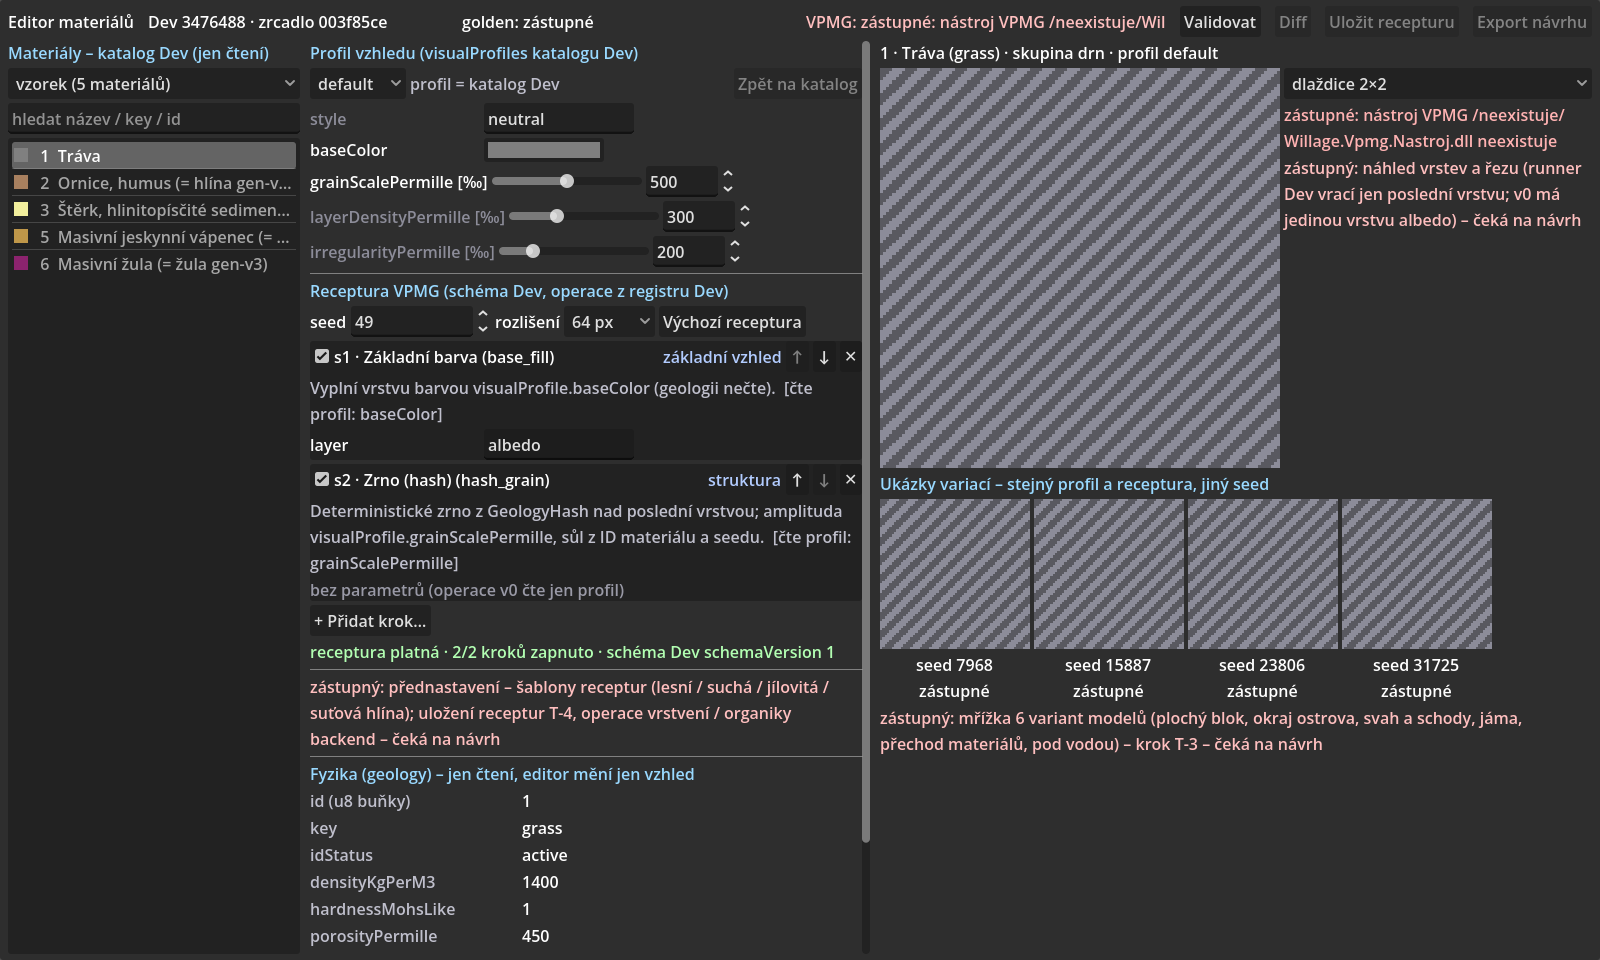 Editor materiálů Dev 3476488 · zrcadlo 003f85ce golden: zástupné VPMG: zástupné: nástroj VPMG /neexistuje/Wil Validovat Diff Uložit recepturu Export návrhu
Materiály – katalog Dev (jen čtení)
vzorek (5 materiálů)
hledat název / key / id
1 Tráva
2 Ornice, humus (= hlína gen-v...
3 Štěrk, hlinitopísčité sedimen...
5 Masivní jeskynní vápenec (= ...
6 Masivní žula (= žula gen-v3)
Profil vzhledu (visualProfiles katalogu Dev)
default profil = katalog Dev Zpět na katalog
style neutral
baseColor
grainScalePermille [‰] 500
layerDensityPermille [‰] 300
irregularityPermille [‰] 200
Receptura VPMG (schéma Dev, operace z registru Dev)
seed 49 rozlišení 64 px Výchozí receptura
s1 · Základní barva (base_fill) základní vzhled ↑ ↓ ✕
Vyplní vrstvu barvou visualProfile.baseColor (geologii nečte). [čte
profil: baseColor]
layer albedo
s2 · Zrno (hash) (hash_grain) struktura ↑ ↓ ✕
Deterministické zrno z GeologyHash nad poslední vrstvou; amplituda
visualProfile.grainScalePermille, sůl z ID materiálu a seedu. [čte profil:
grainScalePermille]
bez parametrů (operace v0 čte jen profil)
+ Přidat krok...
receptura platná · 2/2 kroků zapnuto · schéma Dev schemaVersion 1
zástupný: přednastavení – šablony receptur (lesní / suchá / jílovitá /
suťová hlína); uložení receptur T-4, operace vrstvení / organiky
backend – čeká na návrh
Fyzika (geology) – jen čtení, editor mění jen vzhled
id (u8 buňky) 1
key grass
idStatus active
densityKgPerM3 1400
hardnessMohsLike 1
porosityPermille 450
1 · Tráva (grass) · skupina drn · profil default
dlaždice 2×2
zástupné: nástroj VPMG /neexistuje/
Willage.Vpmg.Nastroj.dll neexistuje
zástupný: náhled vrstev a řezu (runner
Dev vrací jen poslední vrstvu; v0 má
jedinou vrstvu albedo) – čeká na návrh
Ukázky variací – stejný profil a receptura, jiný seed
seed 7968 seed 15887 seed 23806 seed 31725
zástupné zástupné zástupné zástupné
zástupný: mřížka 6 variant modelů (plochý blok, okraj ostrova, svah a schody, jáma,
přechod materiálů, pod vodou) – krok T-3 – čeká na návrh